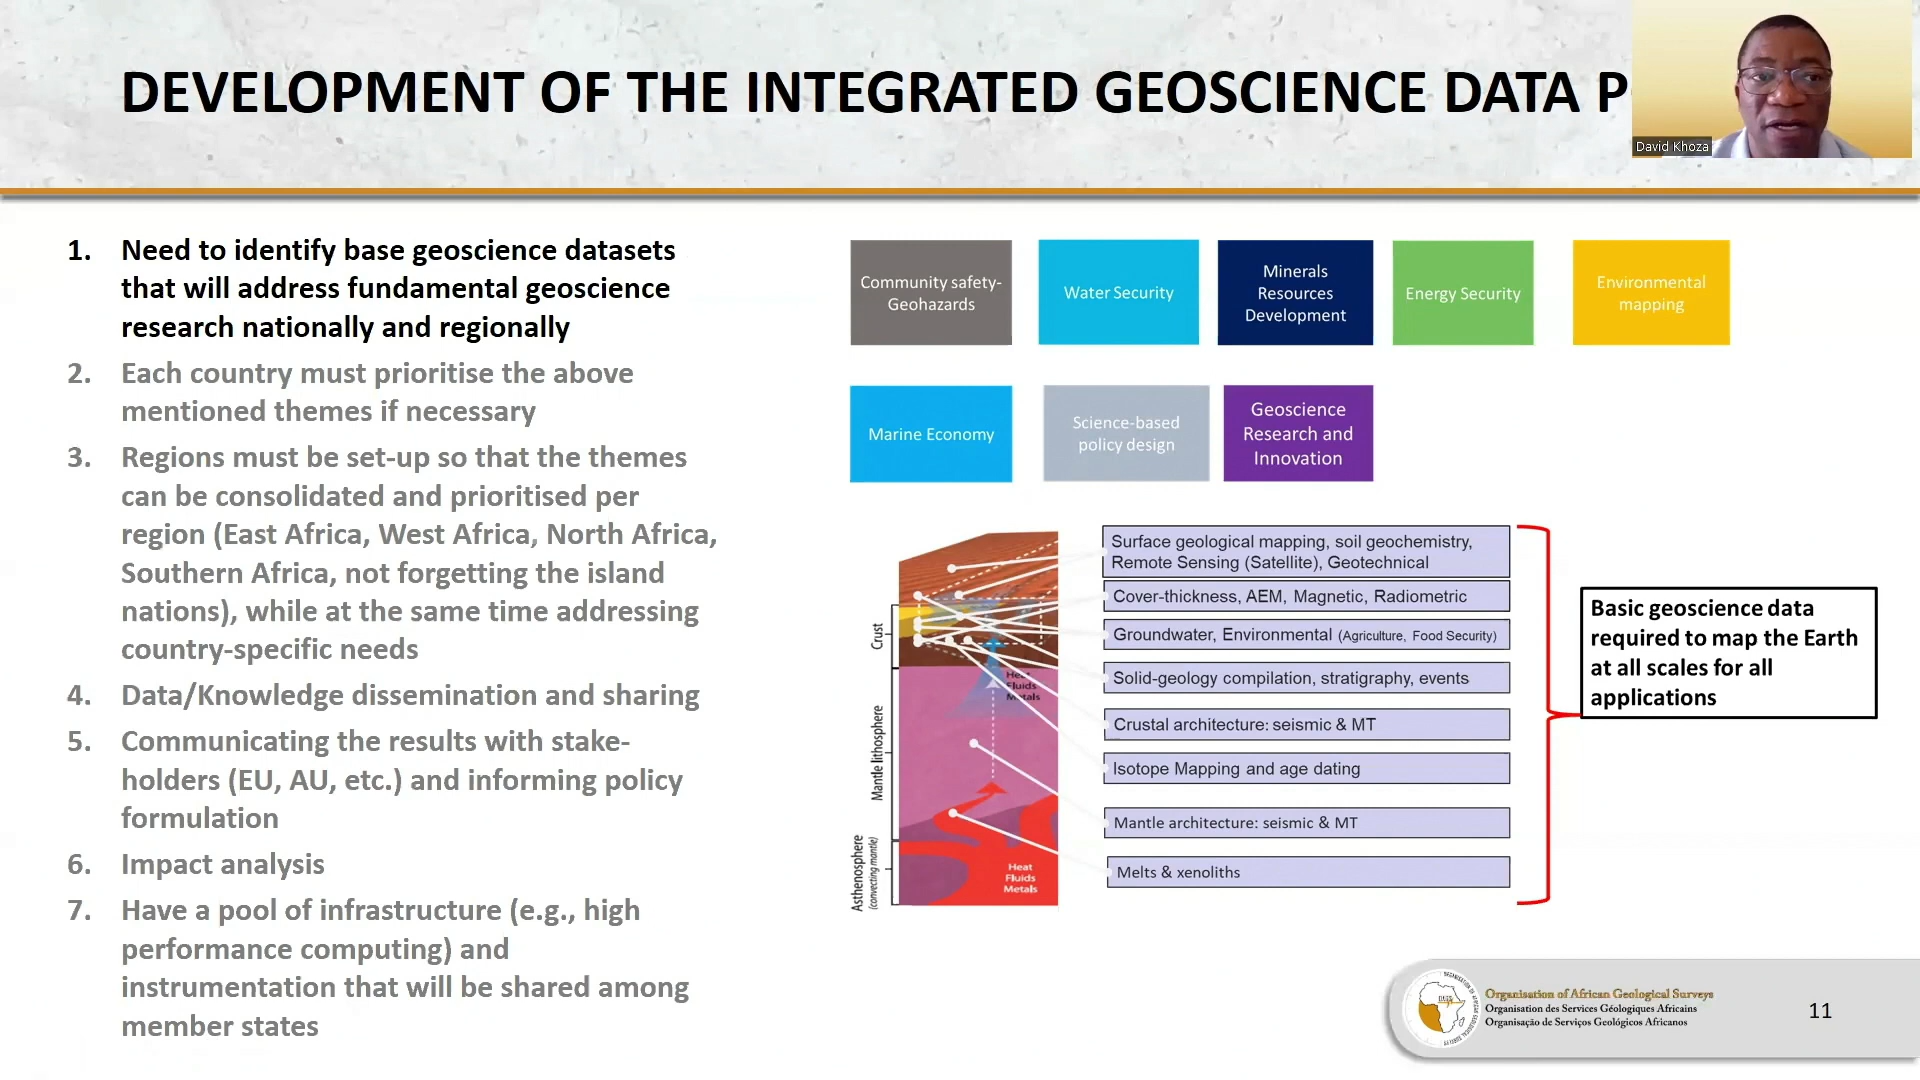 DEVELOPMENT OF THE INTEGRATED GEOSCIENCE DATA P
David Khoza
1. Need to identify base geoscience datasets
that will address fundamental geoscience
research nationally and regionally
2. Each country must prioritise the above
mentioned themes if necessary
3. Regions must be set-up so that the themes
can be consolidated and prioritised per
region (East Africa, West Africa, North Africa,
Southern Africa, not forgetting the island
nations), while at the same time addressing
country-specific needs
4. Data/Knowledge dissemination and sharing
5. Communicating the results with stake-
holders (EU, AU, etc.) and informing policy
formulation
6. Impact analysis
7. Have a pool of infrastructure (e.g., high
performance computing) and
instrumentation that will be shared among
member states
Community safety-
Geohazards
Water Security
Minerals
Resources
Development
Energy Security
Environmental
mapping
Marine Economy
Science-based
policy design
Geoscience
Research and
Innovation
Crust
Mantle lithosphere
Asthenosphere
(convecting mantle)
Heat
Fluids
Metals
Heat
Fluids
Metals
Surface geological mapping, soil geochemistry,
Remote Sensing (Satellite), Geotechnical
Cover-thickness, AEM, Magnetic, Radiometric
Groundwater, Environmental (Agriculture, Food Security)
Solid-geology compilation, stratigraphy, events
Crustal architecture: seismic & MT
Isotope Mapping and age dating
Mantle architecture: seismic & MT
Melts & xenoliths
Basic geoscience data
required to map the Earth
at all scales for all
applications
Organisation of African Geological Surveys
Organisation des Services Géologiques Africains
Organisação de Serviços Geológicos Africanos
11